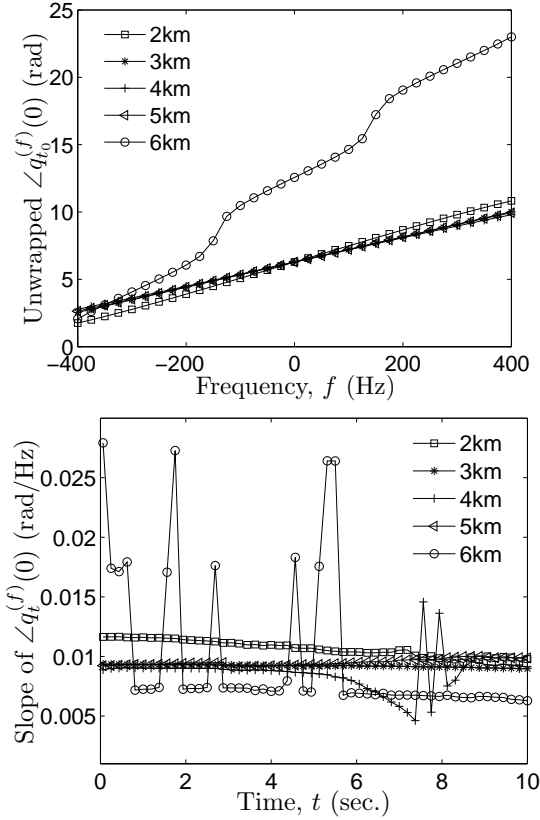 25
20
15
10
5
0
−400
−200
0
200
400
2km
3km
4km
5km
6km
Unwrapped ∠q_{t_0}^{(f)}(0) (rad)
Frequency, f (Hz)
0.025
0.02
0.015
0.01
0.005
0
2
4
6
8
10
2km
3km
4km
5km
6km
Slope of ∠q_t^{(f)}(0) (rad/Hz)
Time, t (sec.)